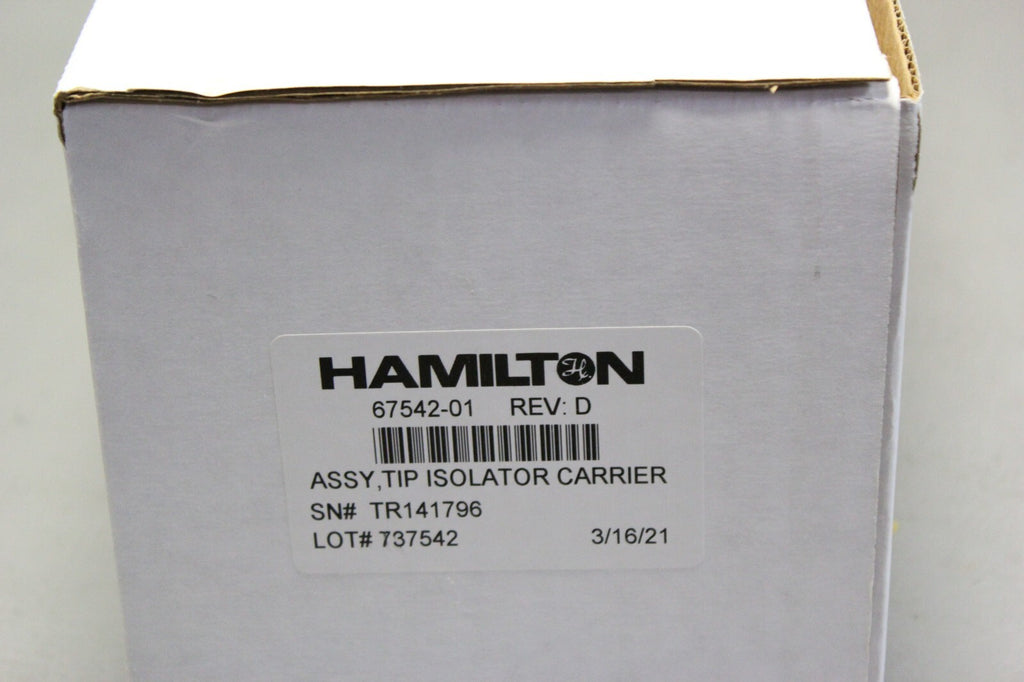 HAMILTON
67542-01 REV: D
ASSY,TIP ISOLATOR CARRIER
SN# TR141796
LOT# 737542 3/16/21